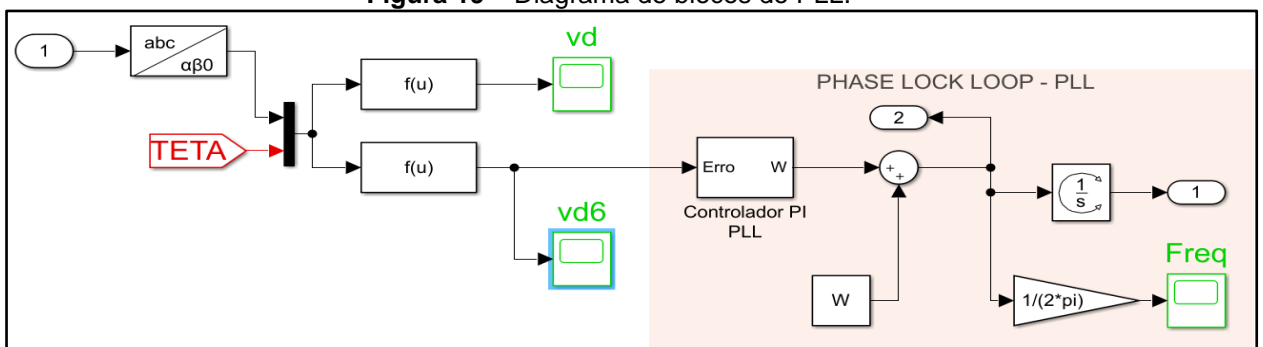 Figura 10 – Diagrama de blocos do PLL.
1
abc
αβ0
TETA
f(u)
f(u)
vd
vd6
PHASE LOCK LOOP - PLL
2
Erro W
Controlador PI
PLL
+
+
W
1
s
1
1/(2*pi)
Freq